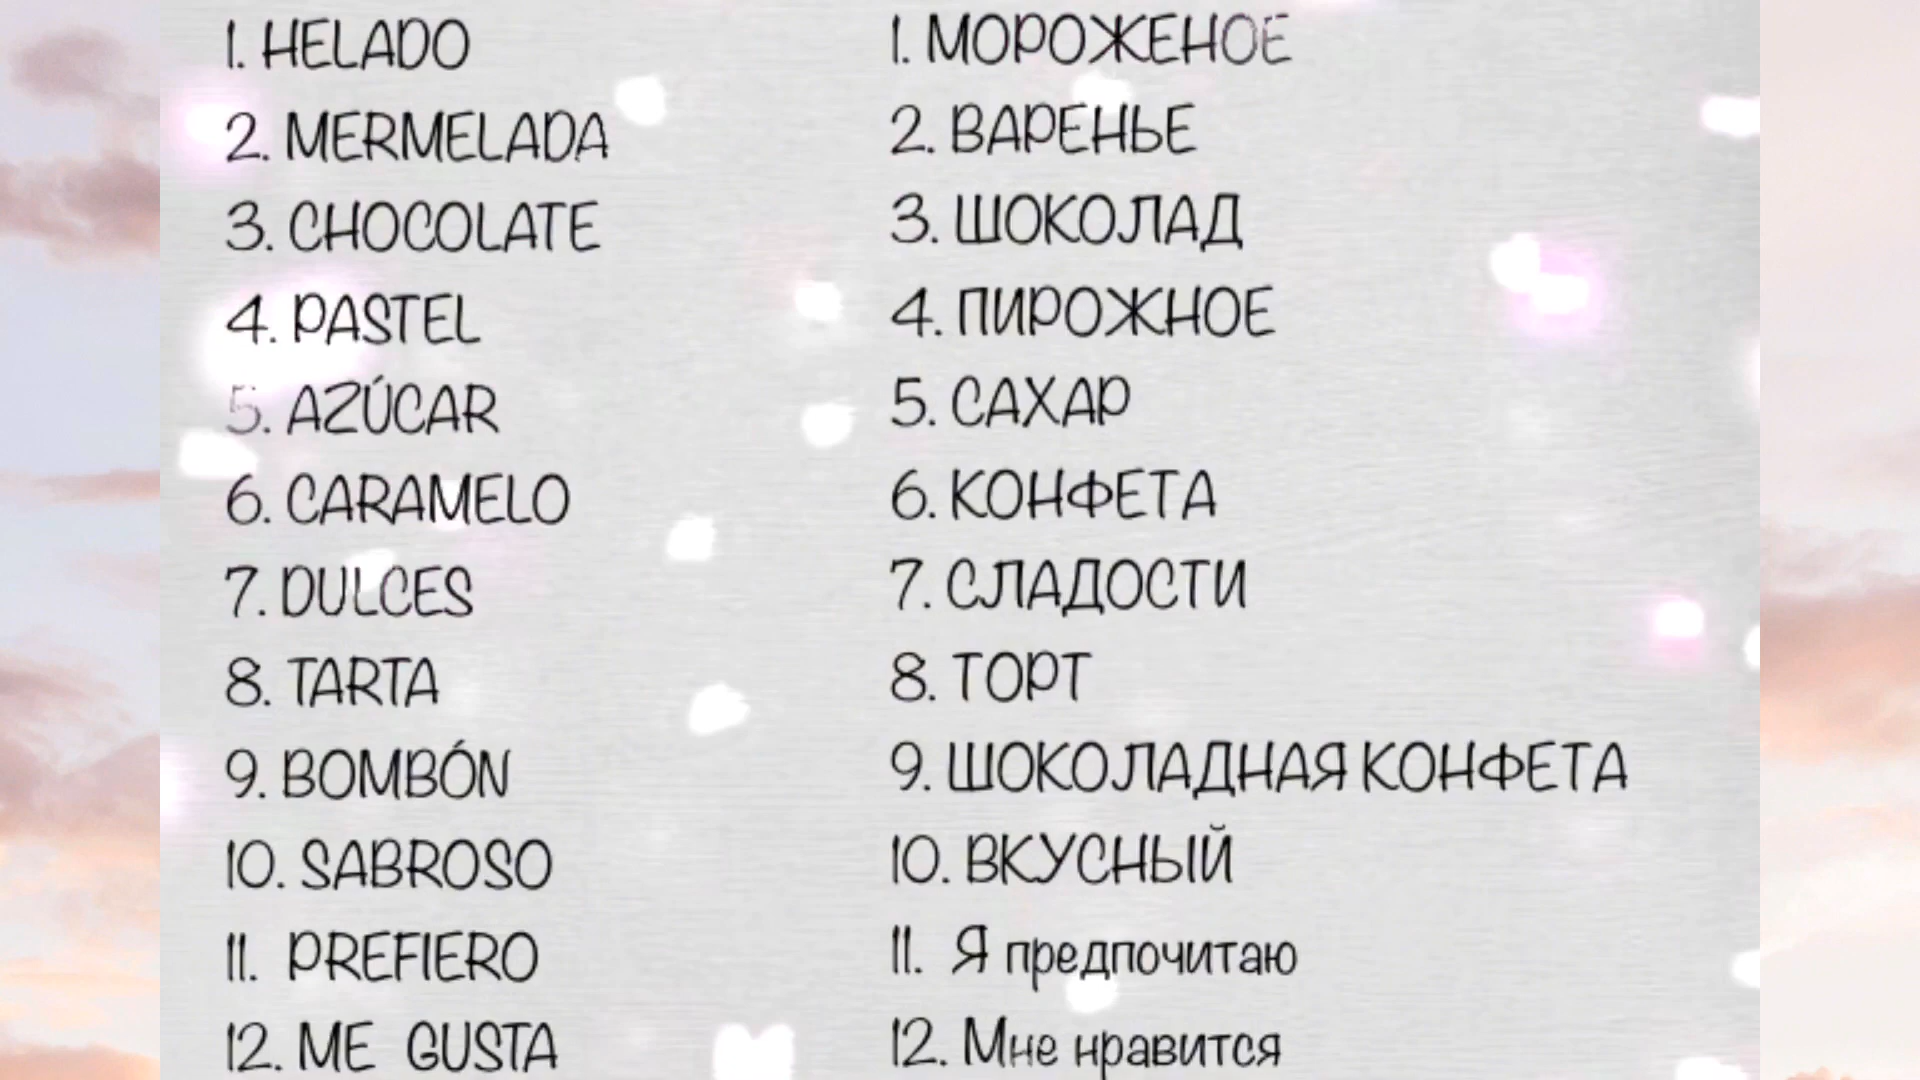 1. HELADO
2. MERMELADA
3. CHOCOLATE
4. PASTEL
5. AZÚCAR
6. CARAMELO
7. DULCES
8. TARTA
9. BOMBÓN
10. SABROSO
11. PREFIERO
12. ME GUSTA
1. МОРОЖЕНОЕ
2. ВАРЕНЬЕ
3. ШОКОЛАД
4. ПИРОЖНОЕ
5. САХАР
6. КОНФЕТА
7. СЛАДОСТИ
8. ТОРТ
9. ШОКОЛАДНАЯ КОНФЕТА
10. ВКУСНЫЙ
11. Я предпочитаю
12. Мне нравится